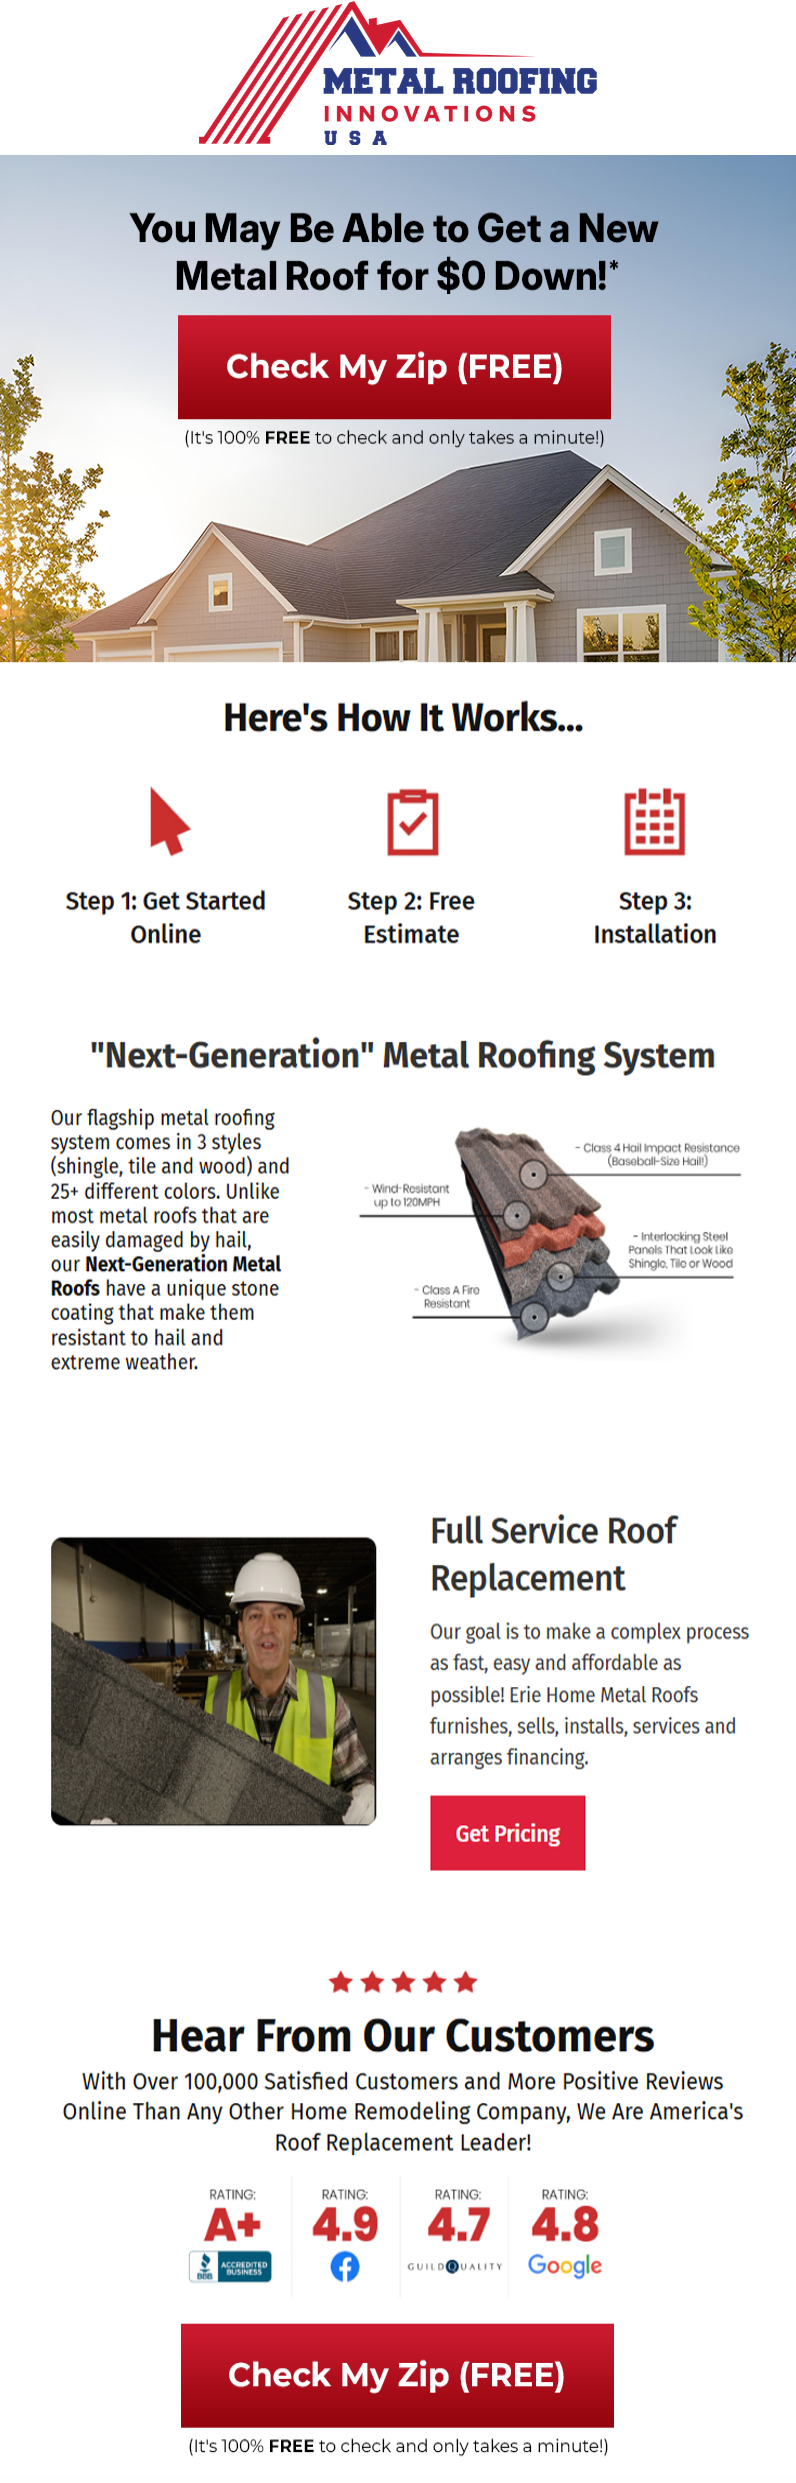 METAL ROOFING
INNOVATIONS
USA
You May Be Able to Get a New
Metal Roof for $0 Down!*
Check My Zip (FREE)
(It's 100% FREE to check and only takes a minute!)
Here's How It Works...
Step 1: Get Started
Online
Step 2: Free
Estimate
Step 3:
Installation
"Next-Generation" Metal Roofing System
Our flagship metal roofing
system comes in 3 styles
(shingle, tile and wood) and
25+ different colors. Unlike
most metal roofs that are
easily damaged by hail,
our Next-Generation Metal
Roofs have a unique stone
coating that make them
resistant to hail and
extreme weather.
- Class 4 Hail Impact Resistance
(Baseball-Size Hail!)
- Wind-Resistant
up to 120MPH
- Interlocking Steel
Panels That Look Like
Shingle, Tile or Wood
- Class A Fire
Resistant
Full Service Roof
Replacement
Our goal is to make a complex process
as fast, easy and affordable as
possible! Erie Home Metal Roofs
furnishes, sells, installs, services and
arranges financing.
Get Pricing
Hear From Our Customers
With Over 100,000 Satisfied Customers and More Positive Reviews
Online Than Any Other Home Remodeling Company, We Are America's
Roof Replacement Leader!
RATING:
A+
BBB
ACCREDITED
BUSINESS
RATING:
4.9
f
RATING:
4.7
GUILDQUALITY
RATING:
4.8
Google
Check My Zip (FREE)
(It's 100% FREE to check and only takes a minute!)